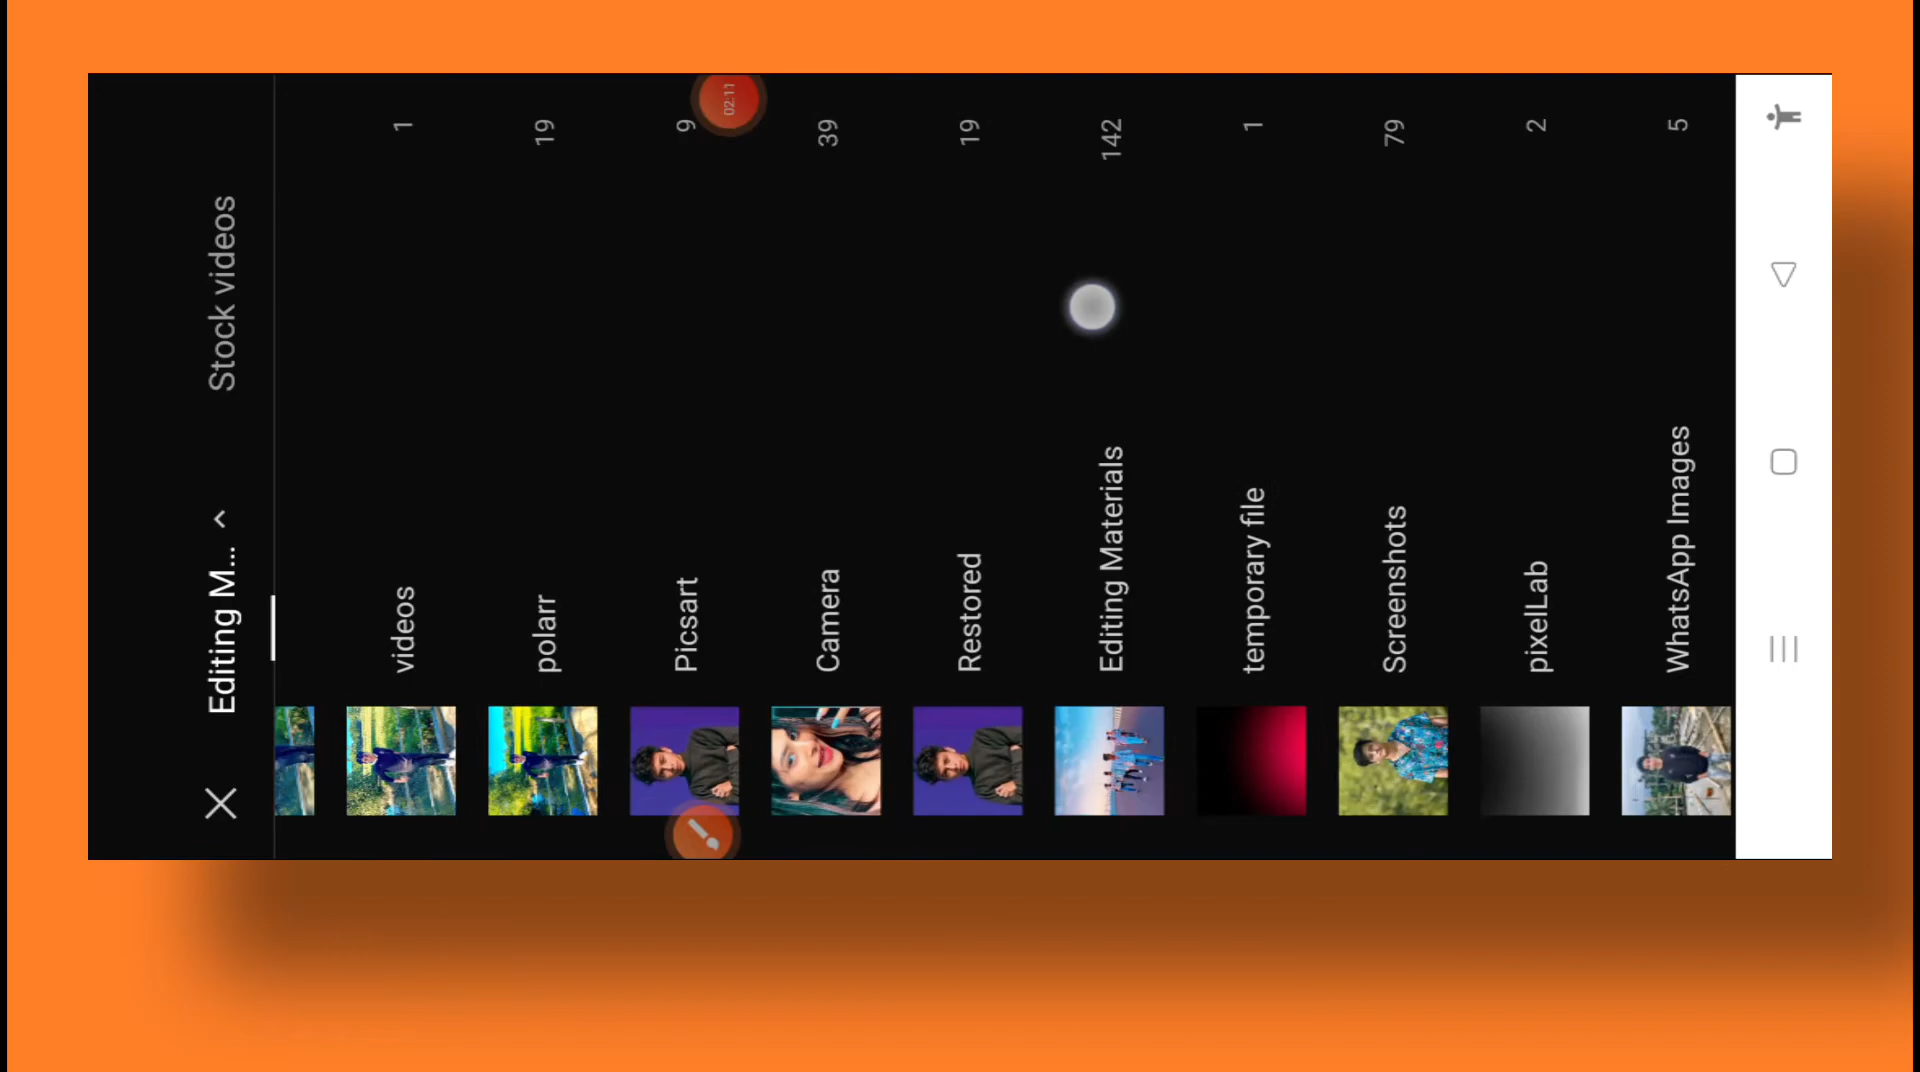 Editing M...
Stock videos
videos 1
polarr 19
Picsart 9
02:11
Camera 39
Restored 19
Editing Materials 142
temporary file 1
Screenshots 79
pixelLab 2
WhatsApp Images 5